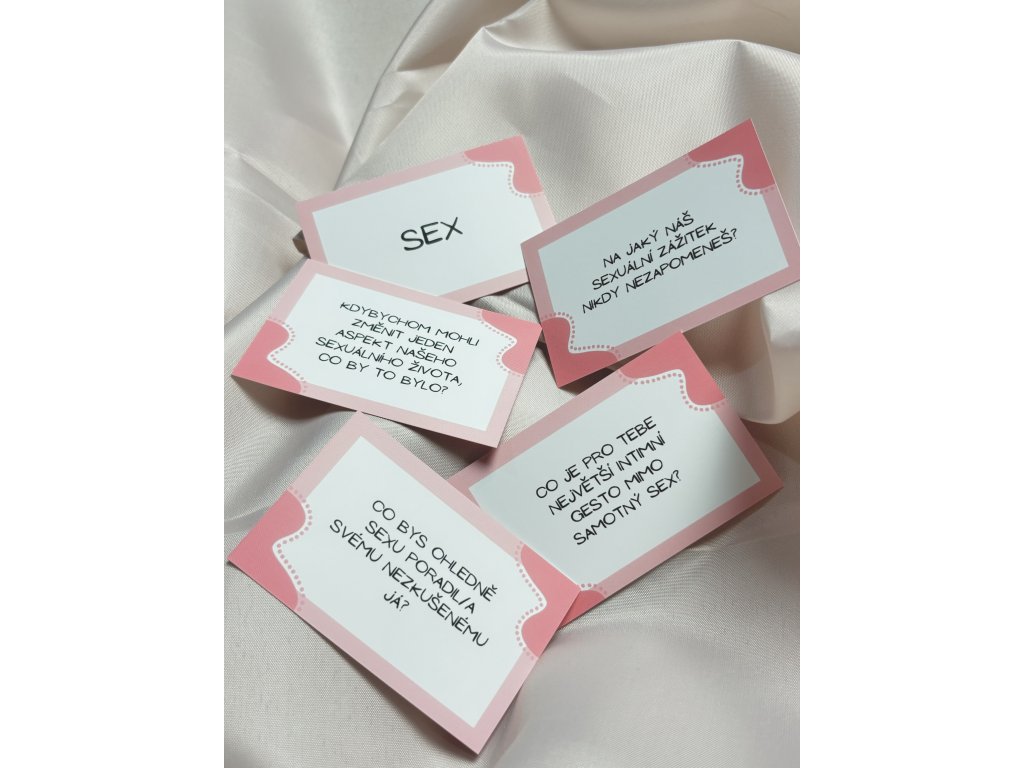 SEX
NA JAKÝ NÁŠ
SEXUÁLNÍ ZÁŽITEK
NIKDY NEZAPOMENEŠ?
KDYBYCHOM MOHLI
ZMĚNIT JEDEN
ASPEKT NAŠEHO
SEXUÁLNÍHO ŽIVOTA,
CO BY TO BYLO?
CO JE PRO TEBE
NEJVĚTŠÍ INTIMNÍ
GESTO MIMO
SAMOTNÝ SEX?
CO BYS OHLEDNĚ
SEXU PORADIL/A
SVÉMU NEZKUŠENÉMU
JÁ?